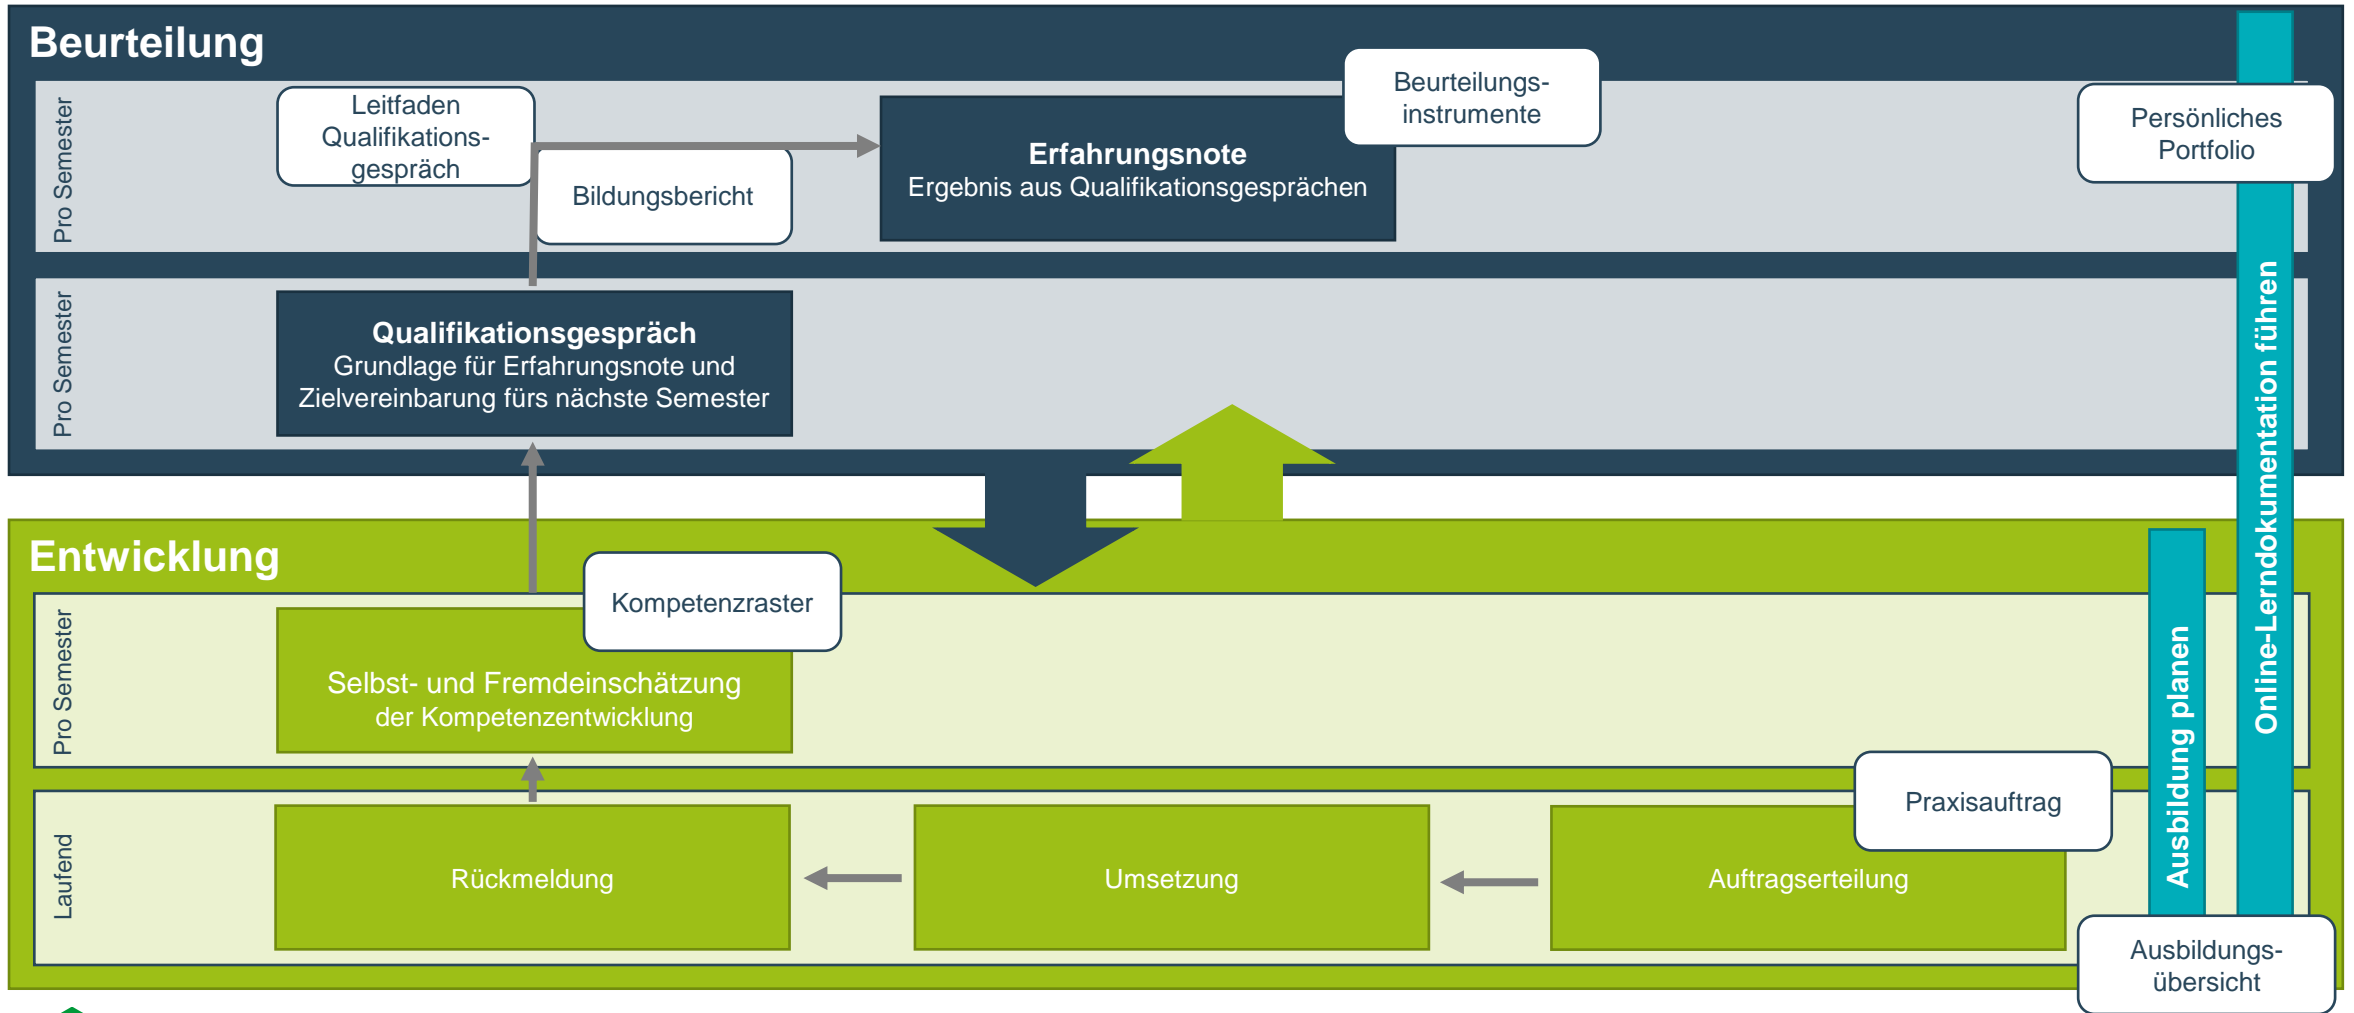 Beurteilung
Pro Semester
Leitfaden
Qualifikations-
gespräch
Bildungsbericht
Erfahrungsnote
Ergebnis aus Qualifikationsgesprächen
Beurteilungs-
instrumente
Persönliches
Portfolio
Pro Semester
Qualifikationsgespräch
Grundlage für Erfahrungsnote und
Zielvereinbarung fürs nächste Semester
Online-Lerndokumentation führen
Entwicklung
Pro Semester
Kompetenzraster
Selbst- und Fremdeinschätzung
der Kompetenzentwicklung
Ausbildung planen
Laufend
Rückmeldung
Umsetzung
Auftragserteilung
Praxisauftrag
Ausbildungs-
übersicht